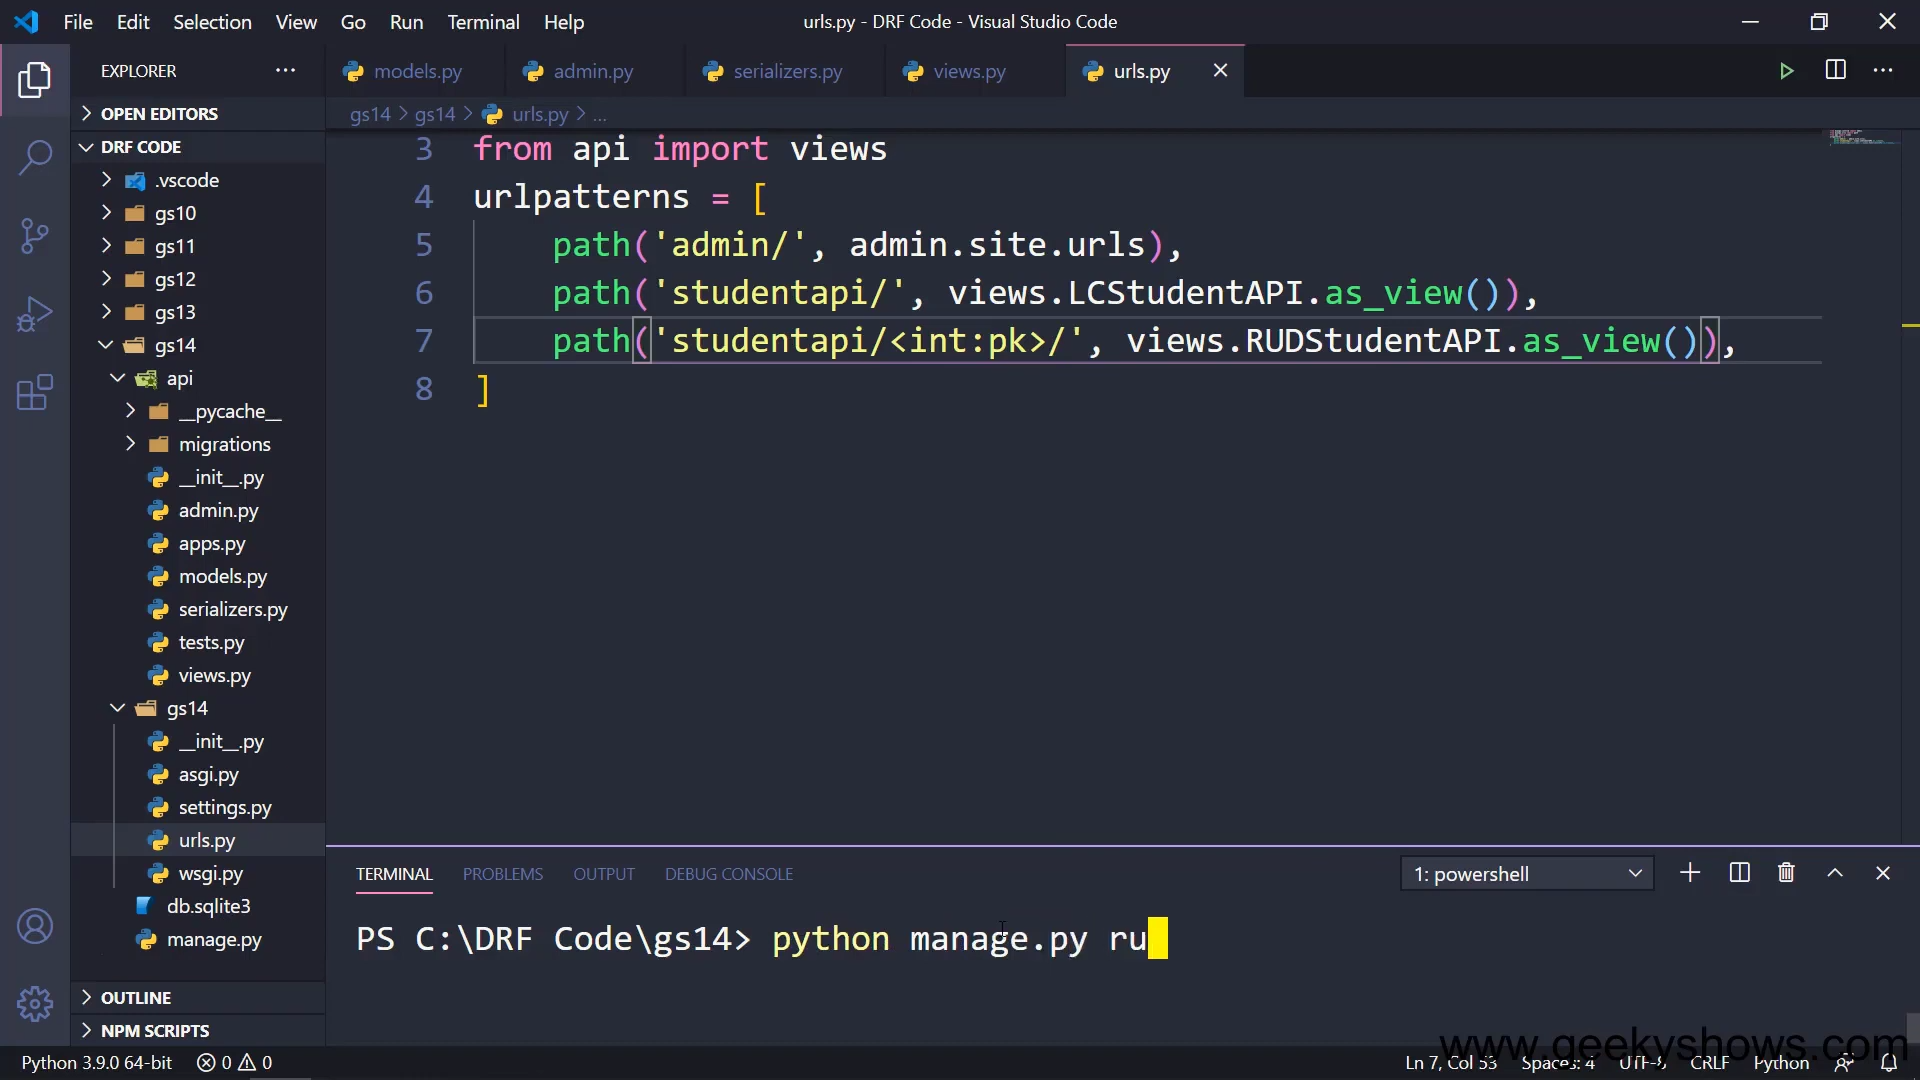 File Edit Selection View Go Run Terminal Help
urls.py - DRF Code - Visual Studio Code
EXPLORER
models.py admin.py serializers.py views.py urls.py
OPEN EDITORS
DRF CODE
.vscode
gs10
gs11
gs12
gs13
gs14
api
__pycache__
migrations
__init__.py
admin.py
apps.py
models.py
serializers.py
tests.py
views.py
gs14
__init__.py
asgi.py
settings.py
urls.py
wsgi.py
db.sqlite3
manage.py
OUTLINE
NPM SCRIPTS
gs14 > gs14 > urls.py > ...
3 from api import views
4 urlpatterns = [
5 path('admin/', admin.site.urls),
6 path('studentapi/', views.LCStudentAPI.as_view()),
7 path('studentapi/<int:pk>/', views.RUDStudentAPI.as_view()),
8 ]
TERMINAL PROBLEMS OUTPUT DEBUG CONSOLE
1: powershell
PS C:\DRF Code\gs14> python manage.py ru
www.geekyshows.com
Python 3.9.0 64-bit 0 0
Ln 7, Col 53 Spaces: 4 UTF-8 CRLF Python